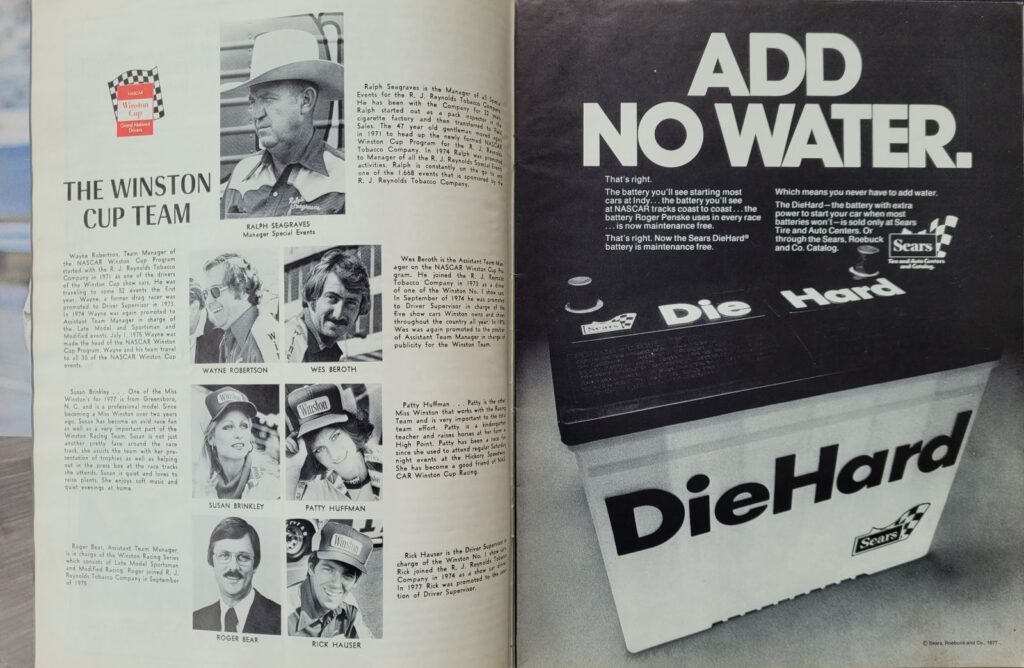 NASCAR
Winston
Cup
Grand National
Drivers
THE WINSTON
CUP TEAM
RALPH SEAGRAVES
Manager Special Events
Ralph Seagraves is the Manager of all Special
Events for the R. J. Reynolds Tobacco Company.
He has been with the Company for 22 years.
Ralph started out as a pack inspector in the
cigarette factory and then transferred to Field
Sales. The 47 year old gentleman moved
in 1971 to head up the newly formed NASCAR
Winston Cup Program for the R. J. Reynolds
Tobacco Company. In 1974 Ralph was promoted
to Manager of all the R. J. Reynolds Special Events
activities. Ralph is constantly on the go to
one of the 1,668 events that is sponsored by the
R. J. Reynolds Tobacco Company.
Wayne Robertson, Team Manager of
the NASCAR Winston Cup Program
started with the R. J. Reynolds Tobacco
Company in 1971 as one of the drivers
of the Winston Cup show cars. He was
traveling to some 52 events the first
year. Wayne, a former drag racer was
promoted to Driver Supervisor in 1973.
In 1974 Wayne was again promoted to
Assistant Team Manager in charge of
the Late Model and Sportsman and
Modified events. July 1, 1975 Wayne was
made the head of the NASCAR Winston
Cup Program. Wayne and his team travel
to all 30 of the NASCAR Winston Cup
events.
WAYNE ROBERTSON
WES BEROTH
Wes Beroth is the Assistant Team Man-
ager on the NASCAR Winston Cup Pro-
gram. He joined the R. J. Reynolds
Tobacco Company in 1973 as a driver
of one of the Winston No. 1 show cars.
In September of 1974 he was promoted
to Driver Supervisor in charge of the
five show cars Winston owns and shows
throughout the country all year. In 1976
Wes was again promoted to the position
of Assistant Team Manager in charge of
publicity for the Winston Team.
Susan Brinkley . . . One of the Miss
Winston's for 1977 is from Greensboro,
N. C. and is a professional model. Since
becoming a Miss Winston over two years
ago, Susan has become an avid race fan
as well as a very important part of the
Winston Racing Team. Susan is not just
another pretty face around the race
track, she assists the team with her pre-
sentation of trophies as well as helping
out in the press box at the race tracks
she attends. Susan is quiet and loves to
raise plants. She enjoys soft music and
quiet evenings at home.
Winston
SUSAN BRINKLEY
PATTY HUFFMAN
Patty Huffman . . . Patty is the other
Miss Winston that works with the Racing
Team and is very important to the total
team effort. Patty is a kindergarten
teacher and raises horses at her farm in
High Point. Patty has been a race fan
since she used to attend regular Saturday
night events at the Hickory Speedway.
She has become a good friend of NAS
CAR Winston Cup Racing.
Roger Bear, Assistant Team Manager,
is in charge of the Winston Racing Series
which consists of Late Model Sportsman
and Modified Racing. Roger joined R. J.
Reynolds Tobacco Company in September
of 1975.
Winston
ROGER BEAR
RICK HAUSER
Rick Hauser is the Driver Supervisor in
charge of the Winston No. 1 show cars.
Rick joined the R. J. Reynolds Tobacco
Company in 1974 as a show car driver.
In 1977 Rick was promoted to the posi-
tion of Driver Supervisor.
ADD
NO WATER.
That's right.
The battery you'll see starting most
cars at Indy . . . the battery you'll see
at NASCAR tracks coast to coast . . . the
battery Roger Penske uses in every race
. . . is now maintenance free.
That's right. Now the Sears DieHard®
battery is maintenance free.
Which means you never have to add water.
The DieHard—the battery with extra
power to start your car when most
batteries won't—is sold only at Sears
Tire and Auto Centers. Or
through the Sears, Roebuck
and Co. Catalog.
Sears
Tire and Auto Centers
and Catalog.
Sears
Die Hard
DieHard
Sears
© Sears, Roebuck and Co., 1977